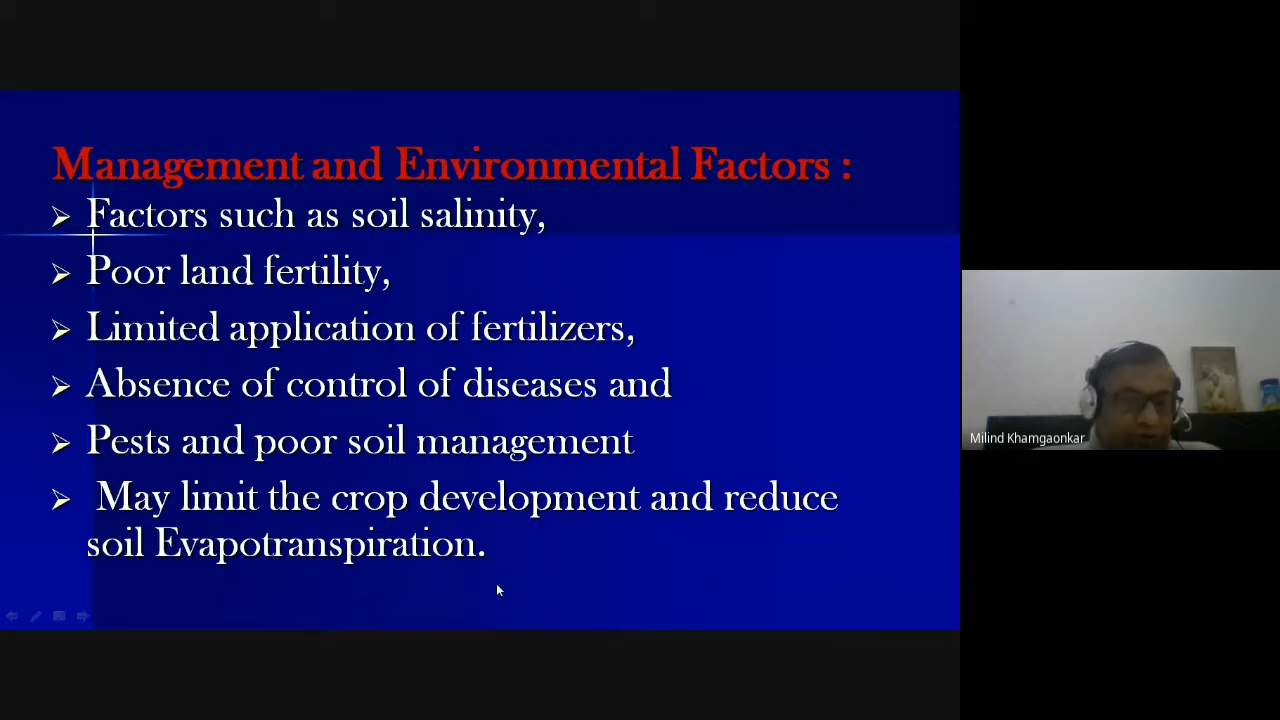 Management and Environmental Factors :
Factors such as soil salinity,
Poor land fertility,
Limited application of fertilizers,
Absence of control of diseases and
Pests and poor soil management
May limit the crop development and reduce
soil Evapotranspiration.
Milind Khamgaonkar